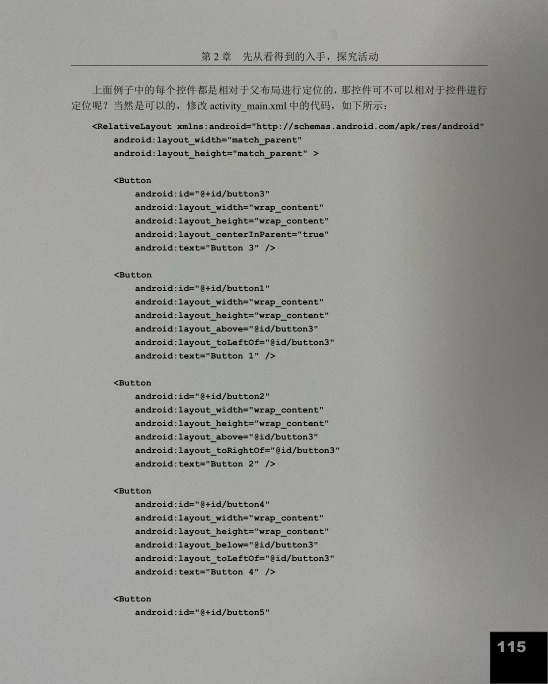 第 2 章　先从看得到的入手，探究活动
上面例子中的每个控件都是相对于父布局进行定位的，那控件可不可以相对于控件进行
定位呢？当然是可以的，修改 activity_main.xml 中的代码，如下所示：
<RelativeLayout xmlns:android="http://schemas.android.com/apk/res/android"
    android:layout_width="match_parent"
    android:layout_height="match_parent" >

    <Button
        android:id="@+id/button3"
        android:layout_width="wrap_content"
        android:layout_height="wrap_content"
        android:layout_centerInParent="true"
        android:text="Button 3" />

    <Button
        android:id="@+id/button1"
        android:layout_width="wrap_content"
        android:layout_height="wrap_content"
        android:layout_above="@id/button3"
        android:layout_toLeftOf="@id/button3"
        android:text="Button 1" />

    <Button
        android:id="@+id/button2"
        android:layout_width="wrap_content"
        android:layout_height="wrap_content"
        android:layout_above="@id/button3"
        android:layout_toRightOf="@id/button3"
        android:text="Button 2" />

    <Button
        android:id="@+id/button4"
        android:layout_width="wrap_content"
        android:layout_height="wrap_content"
        android:layout_below="@id/button3"
        android:layout_toLeftOf="@id/button3"
        android:text="Button 4" />

    <Button
        android:id="@+id/button5"
115